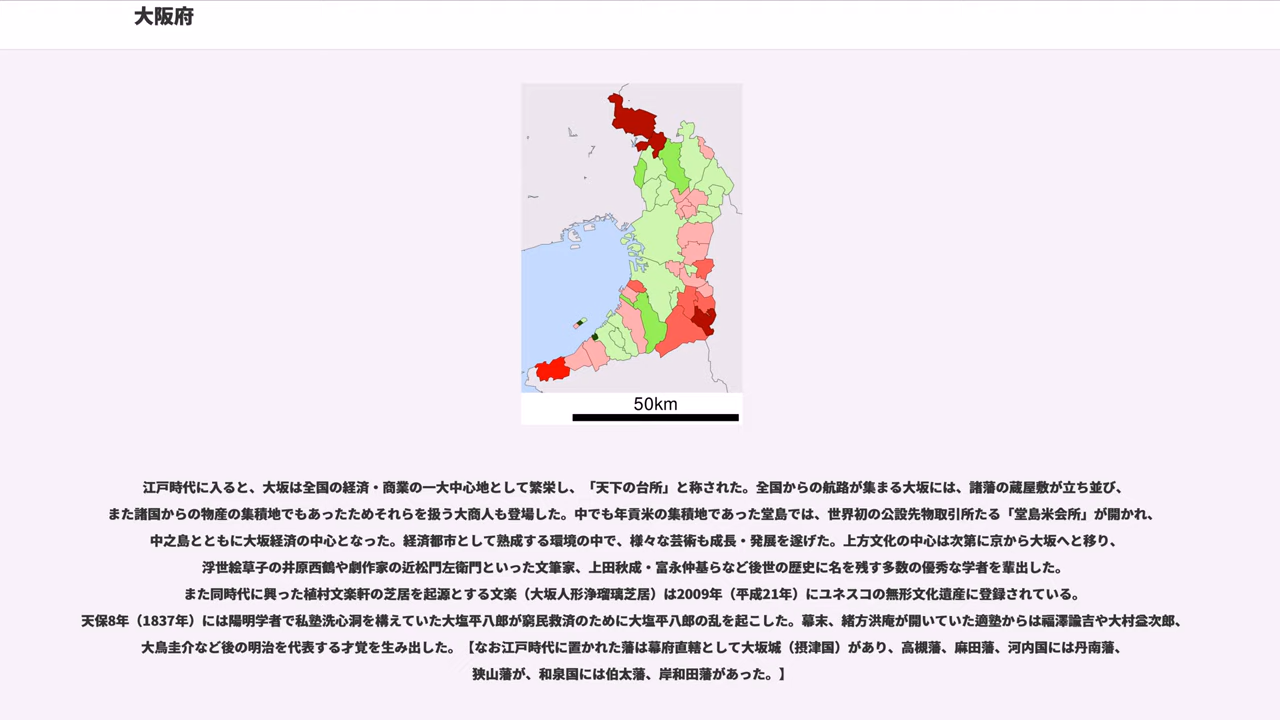 大阪府
50km
江戸時代に入ると、大坂は全国の経済・商業の一大中心地として繁栄し、「天下の台所」と称された。全国からの航路が集まる大坂には、諸藩の蔵屋敷が立ち並び、
また諸国からの物産の集積地でもあったためそれらを扱う大商人も登場した。中でも年貢米の集積地であった堂島では、世界初の公設先物取引所たる「堂島米会所」が開かれ、
中之島とともに大坂経済の中心となった。経済都市として熟成する環境の中で、様々な芸術も成長・発展を遂げた。上方文化の中心は次第に京から大坂へと移り、
浮世絵草子の井原西鶴や劇作家の近松門左衛門といった文筆家、上田秋成・富永仲基らなど後世の歴史に名を残す多数の優秀な学者を輩出した。
また同時代に興った植村文楽軒の芝居を起源とする文楽（大坂人形浄瑠璃芝居）は2009年（平成21年）にユネスコの無形文化遺産に登録されている。
天保8年（1837年）には陽明学者で私塾洗心洞を構えていた大塩平八郎が窮民救済のために大塩平八郎の乱を起こした。幕末、緒方洪庵が開いていた適塾からは福澤諭吉や大村益次郎、
大鳥圭介など後の明治を代表する才覚を生み出した。【なお江戸時代に置かれた藩は幕府直轄として大坂城（摂津国）があり、高槻藩、麻田藩、河内国には丹南藩、
狭山藩が、和泉国には伯太藩、岸和田藩があった。】